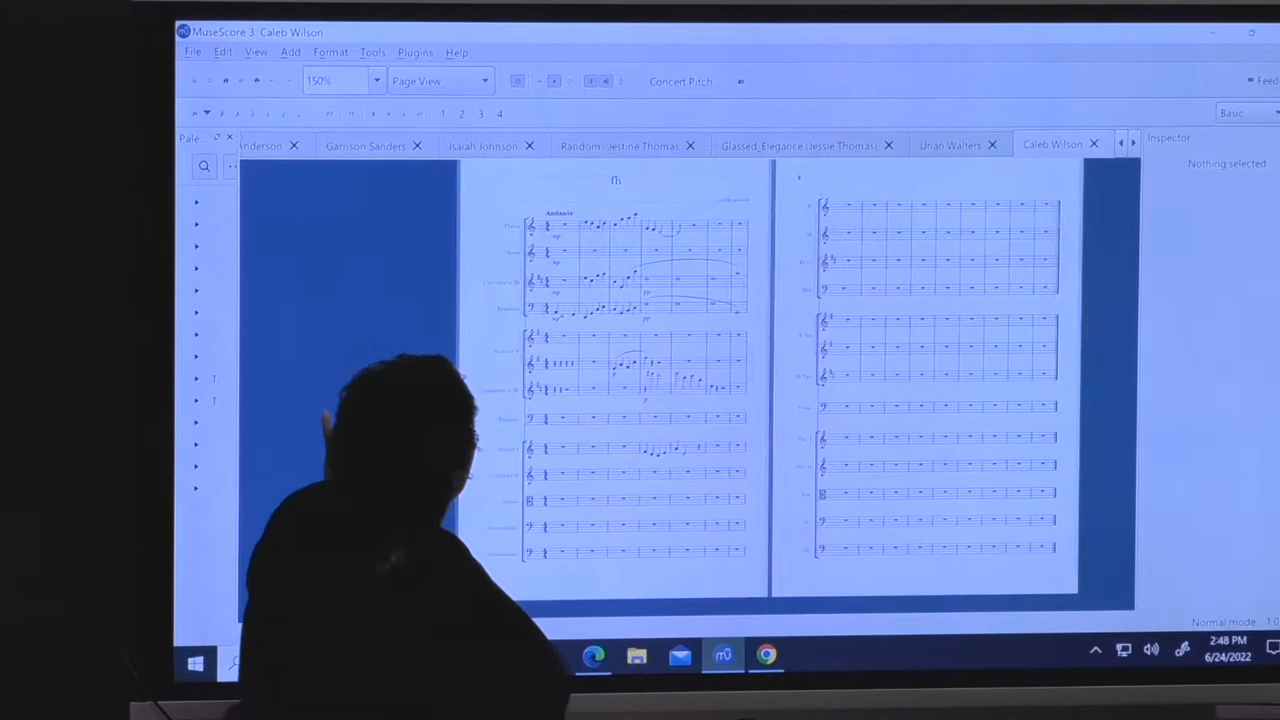 MuseScore 3: Caleb Wilson
File Edit View Add Format Tools Plugins Help
150% Page View Concert Pitch Feed
1 2 3 4 Basic
Pale... nderson Garrison Sanders Isaiah Johnson Random- Jestine Thomas Glassed_Elegance (Jessie Thomas) Urian Walters Caleb Wilson Inspector
Nothing selected
fh
Andante
Normal mode
2:48 PM
6/24/2022